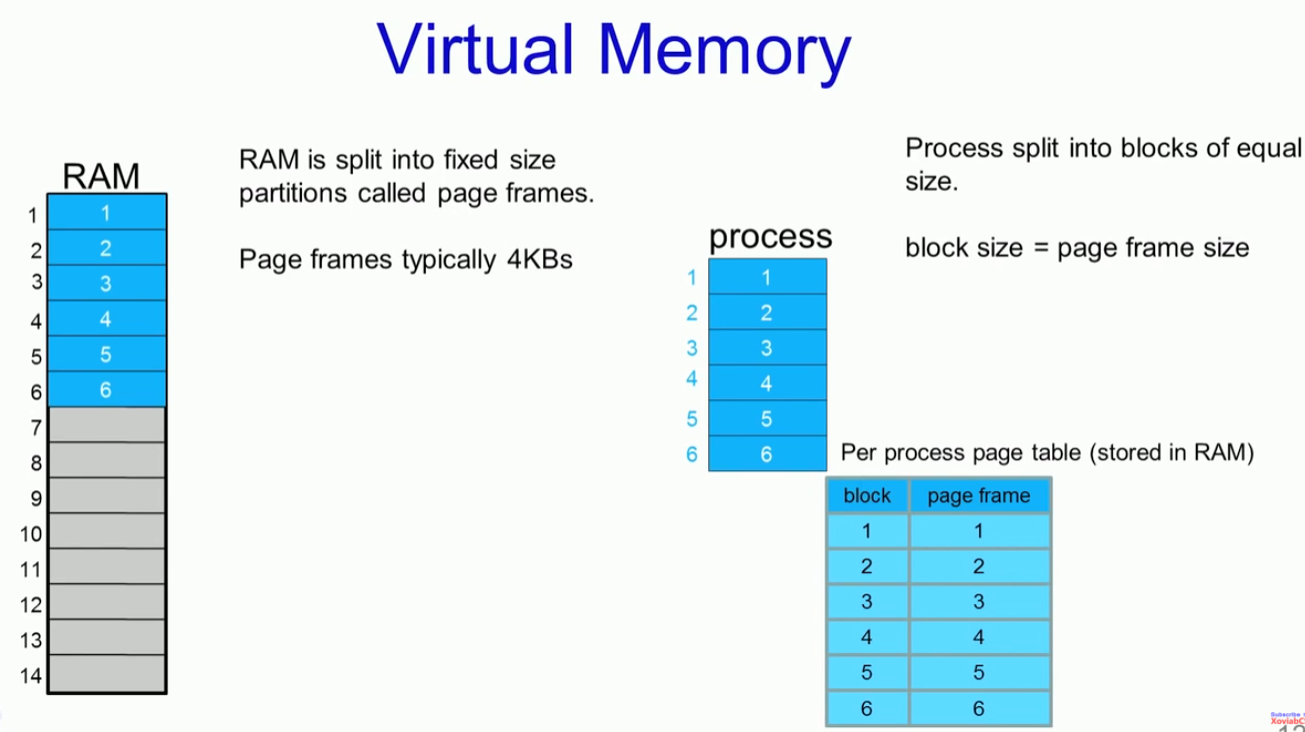 Virtual Memory
RAM
1 1
2 2
3 3
4 4
5 5
6 6
7
8
9
10
11
12
13
14
RAM is split into fixed size
partitions called page frames.
Page frames typically 4KBs
process
1 1
2 2
3 3
4 4
5 5
6 6
Process split into blocks of equal
size.
block size = page frame size
Per process page table (stored in RAM)
block page frame
1 1
2 2
3 3
4 4
5 5
6 6
Subscribe
XoviabC